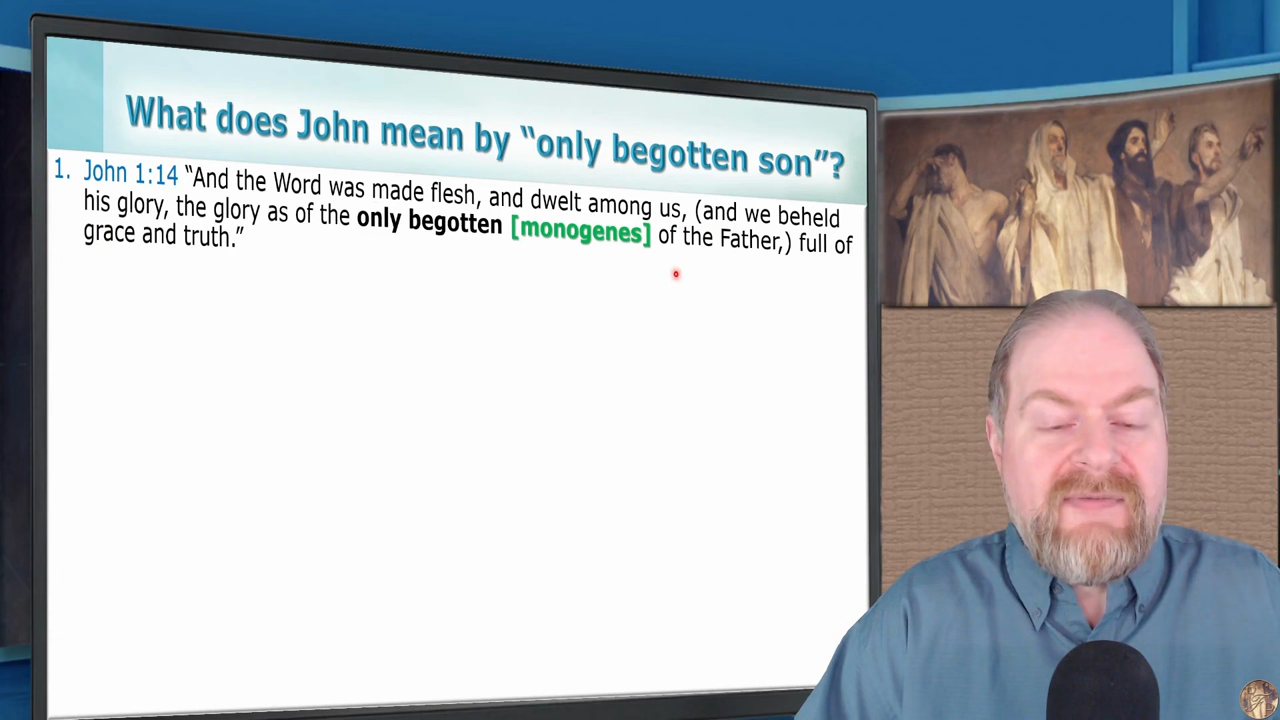 What does John mean by “only begotten son”?
1. John 1:14 “And the Word was made flesh, and dwelt among us, (and we beheld
his glory, the glory as of the only begotten [monogenes] of the Father,) full of
grace and truth.”